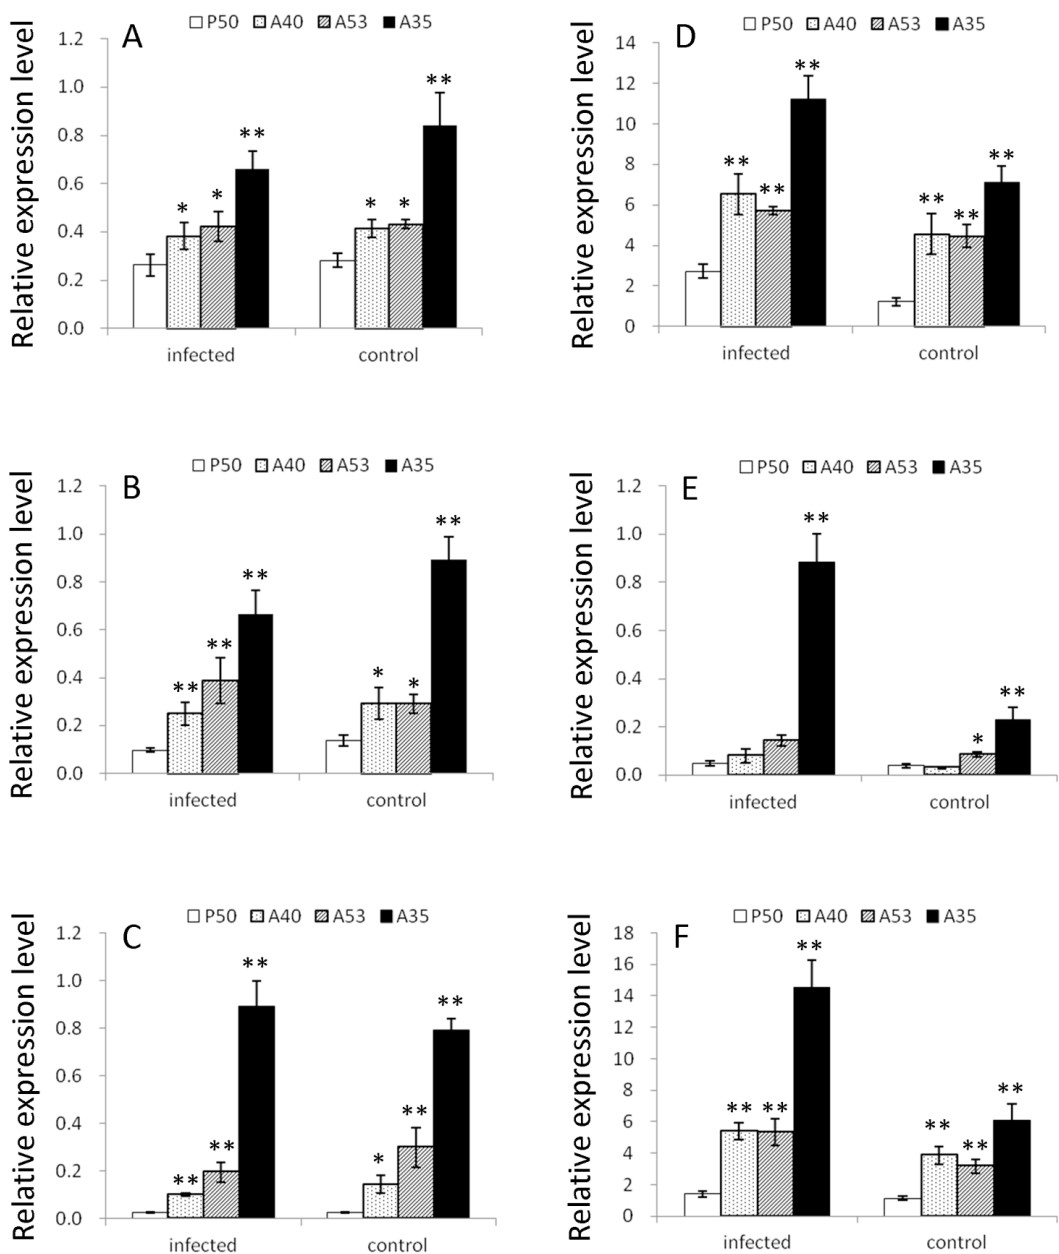 P50 A40 A53 A35
A
Relative expression level
1.2
1.0
0.8
0.6
0.4
0.2
0.0
* * ** * * **
infected control
P50 A40 A53 A35
D
Relative expression level
14
12
10
8
6
4
2
0
** ** ** ** ** **
infected control
P50 A40 A53 A35
B
Relative expression level
1.2
1.0
0.8
0.6
0.4
0.2
0.0
** ** ** * * **
infected control
P50 A40 A53 A35
E
Relative expression level
1.2
1.0
0.8
0.6
0.4
0.2
0.0
** * **
infected control
P50 A40 A53 A35
C
Relative expression level
1.2
1.0
0.8
0.6
0.4
0.2
0.0
** ** ** * ** **
infected control
P50 A40 A53 A35
F
Relative expression level
18
16
14
12
10
8
6
4
2
0
** ** ** ** ** **
infected control